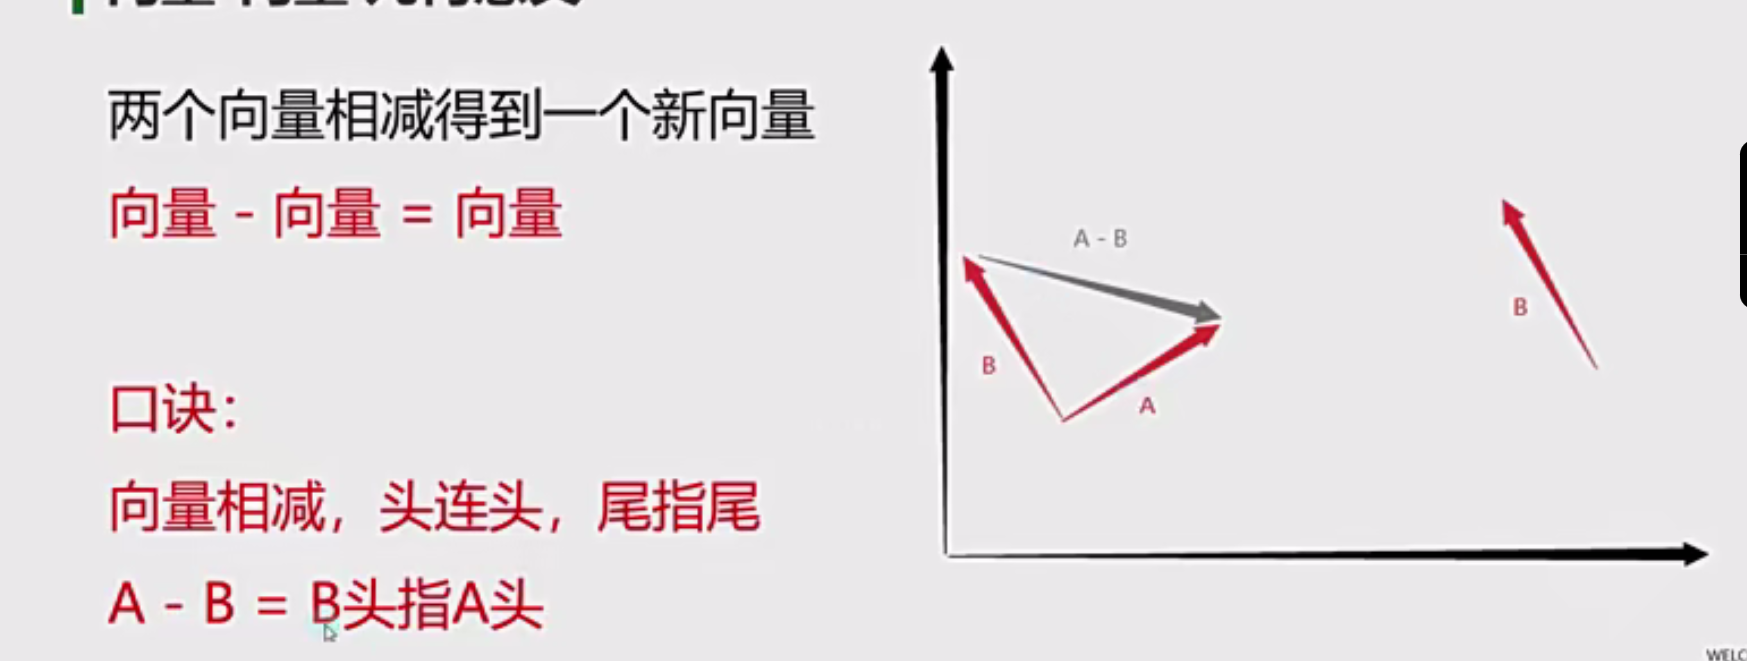 两个向量相减得到一个新向量
向量 - 向量 = 向量
口诀：
向量相减，头连头，尾指尾
A - B = B头指A头
A - B
B
A
B
WELC